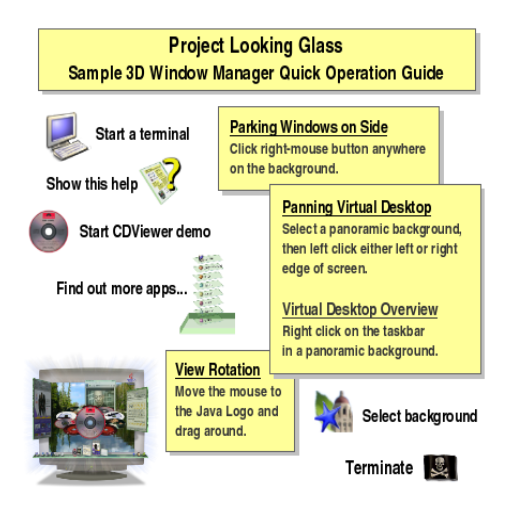 Project Looking Glass
Sample 3D Window Manager Quick Operation Guide
Start a terminal
Parking Windows on Side
Click right-mouse button anywhere
on the background.
Show this help
Panning Virtual Desktop
Select a panoramic background,
then left click either left or right
edge of screen.
Start CDViewer demo
Find out more apps...
Virtual Desktop Overview
Right click on the taskbar
in a panoramic background.
View Rotation
Move the mouse to
the Java Logo and
drag around.
Select background
Terminate